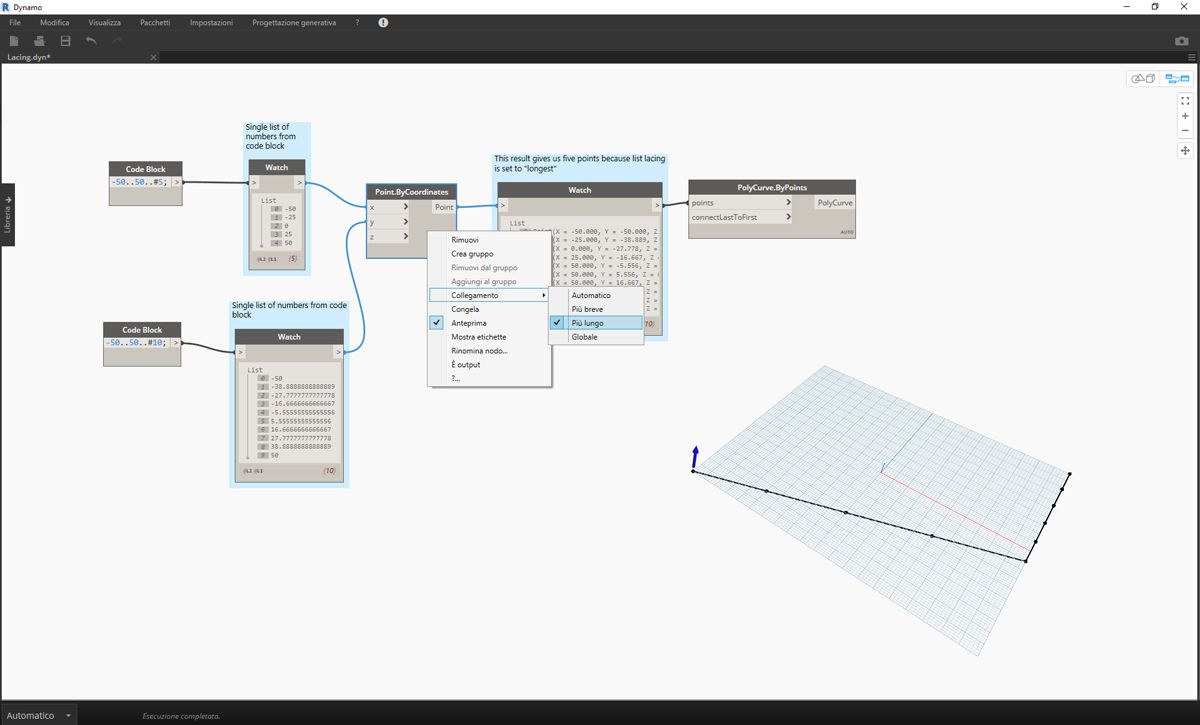 Dynamo
File Modifica Visualizza Pacchetti Impostazioni Progettazione generativa ?
Lacing.dyn*
Libreria
Single list of
numbers from
code block
Code Block
-50..50..#5; >
Watch
> >
List
0 -50
1 -25
2 0
3 25
4 50
@L2 @L1 {5}
Single list of numbers from code
block
Code Block
-50..50..#10; >
Watch
> >
List
0 -50
1 -38.8888888888889
2 -27.7777777777778
3 -16.6666666666667
4 -5.55555555555556
5 5.55555555555556
6 16.6666666666667
7 27.7777777777778
8 38.8888888888889
9 50
@L2 @L1 {10}
Point.ByCoordinates
x > Point
y >
z >
This result gives us five points because list lacing
is set to "longest"
Watch
> >
List
(X = -50.000, Y = -50.000, Z
(X = -25.000, Y = -38.889, Z
(X = 0.000, Y = -27.778, Z =
(X = 25.000, Y = -16.667, Z
(X = 50.000, Y = -5.556, Z =
(X = 50.000, Y = 5.556, Z =
(X = 50.000, Y = 16.667, Z
Z =
Z =
Z =
10}
PolyCurve.ByPoints
points > PolyCurve
connectLastToFirst >
AUTO
Rimuovi
Crea gruppo
Rimuovi dal gruppo
Aggiungi al gruppo
Collegamento
Congela
Anteprima
Mostra etichette
Rinomina nodo...
È output
?...
Automatico
Più breve
Più lungo
Globale
Automatico
Esecuzione completata.